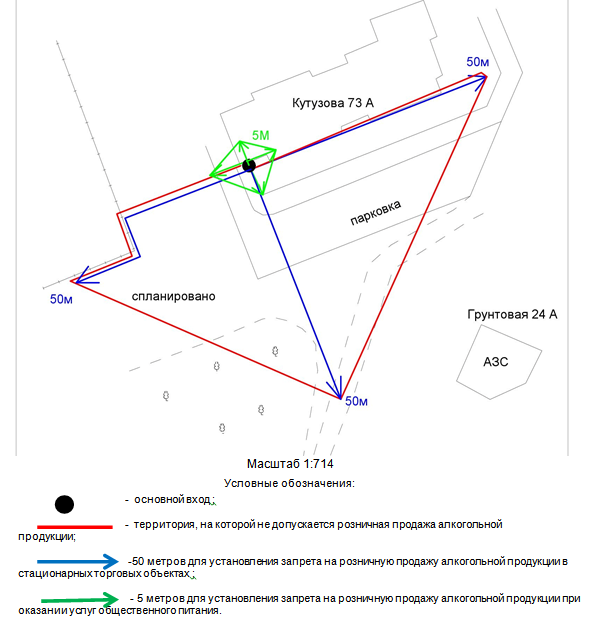 50м
Кутузова 73 А
5М
парковка
50м
спланировано
Грунтовая 24 А
АЗС
50м
Масштаб 1:714
Условные обозначения:
- основной вход;
- территория, на которой не допускается розничная продажа алкогольной
продукции;
-50 метров для установления запрета на розничную продажу алкогольной продукции в
стационарных торговых объектах;
- 5 метров для установления запрета на розничную продажу алкогольной продукции при
оказании услуг общественного питания.